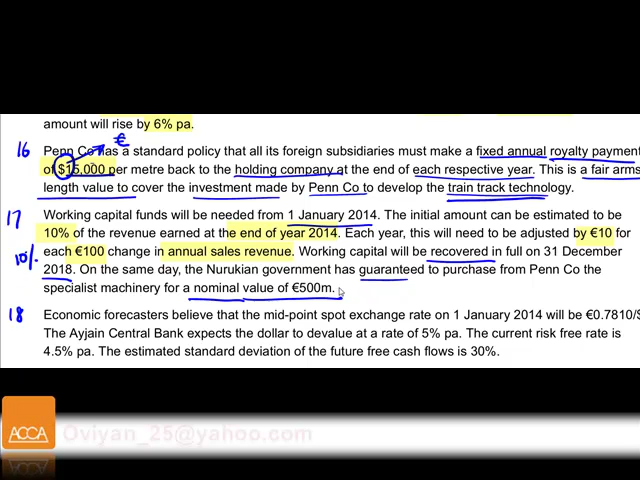 amount will rise by 6% pa.
€
16 Penn Co has a standard policy that all its foreign subsidiaries must make a fixed annual royalty payment
of $15,000 per metre back to the holding company at the end of each respective year. This is a fair arms
length value to cover the investment made by Penn Co to develop the train track technology.
17 Working capital funds will be needed from 1 January 2014. The initial amount can be estimated to be
10% of the revenue earned at the end of year 2014. Each year, this will need to be adjusted by €10 for
10% each €100 change in annual sales revenue. Working capital will be recovered in full on 31 December
2018. On the same day, the Nurukian government has guaranteed to purchase from Penn Co the
specialist machinery for a nominal value of €500m.
18 Economic forecasters believe that the mid-point spot exchange rate on 1 January 2014 will be €0.7810/$
The Ayjain Central Bank expects the dollar to devalue at a rate of 5% pa. The current risk free rate is
4.5% pa. The estimated standard deviation of the future free cash flows is 30%.
ACCA
Oviyan_25@yahoo.com